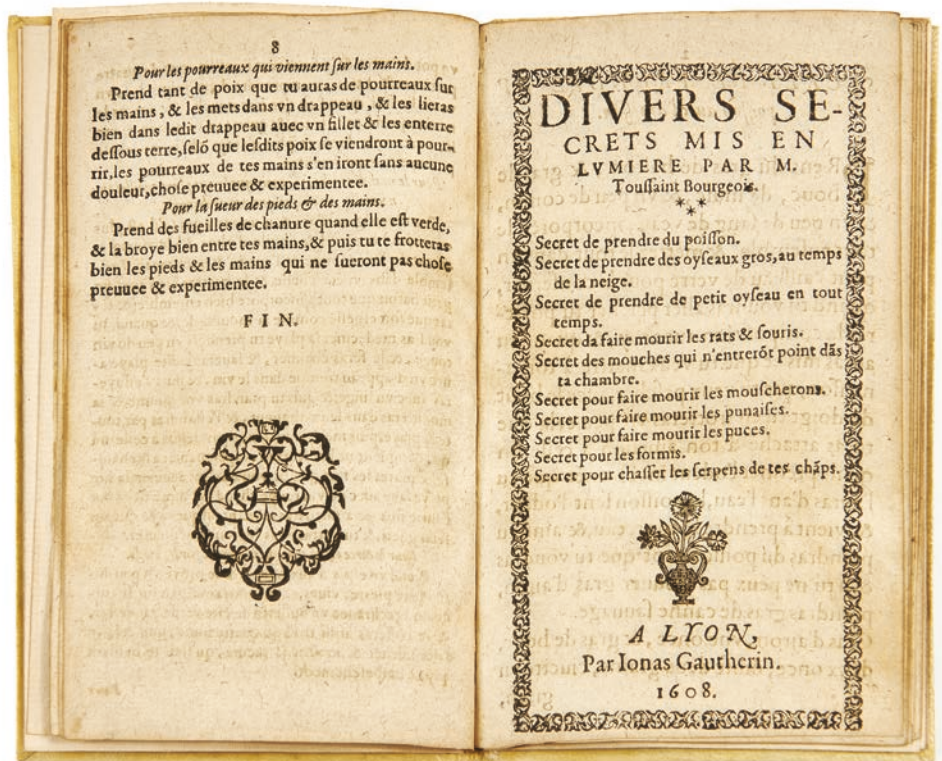 8
Pour les pourreaux qui viennent ſur les mains.
Prend tant de poix que tu auras de pourreaux ſur
les mains, & les mets dans vn drappeau, & les lieras
bien dans ledit drappeau auec vn fillet & les enterre
deſſous terre, ſelõ que leſdits poix ſe viendront à pour-
rir, les pourreaux de tes mains s'en iront ſans aucune
douleur, choſe preuuee & experimentee.
Pour la ſueur des pieds & des mains.
Prend des fueilles de chanure quand elle eſt verde,
& la broye bien entre tes mains, & puis tu te frotteras
bien les pieds & les mains qui ne ſueront pas choſe
preuuee & experimentee.
FIN.
DIVERS SE-
CRETS MIS EN
LVMIERE PAR M.
Touſſaint Bourgeois.
Secret de prendre du poiſſon.
Secret de prendre des oyſeaux gros, au temps
de la neige.
Secret de prendre de petit oyſeau en tout
temps.
Secret da faire mourir les rats & ſouris.
Secret des mouches qui n'entrerõt point dãs
ta chambre.
Secret pour faire mourir les mouſcherons.
Secret pour faire mourir les punaiſes.
Secret pour faire mourir les puces.
Secret pour les formis.
Secret pour chaſſer les ſerpens de tes chãps.
A LYON,
Par Ionas Gautherin.
1608.